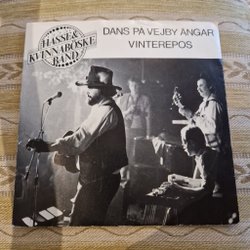 HASSE &
KVINNABÖSKE
BAND
DANS PÅ VEJBY ÄNGAR
VINTEREPOS